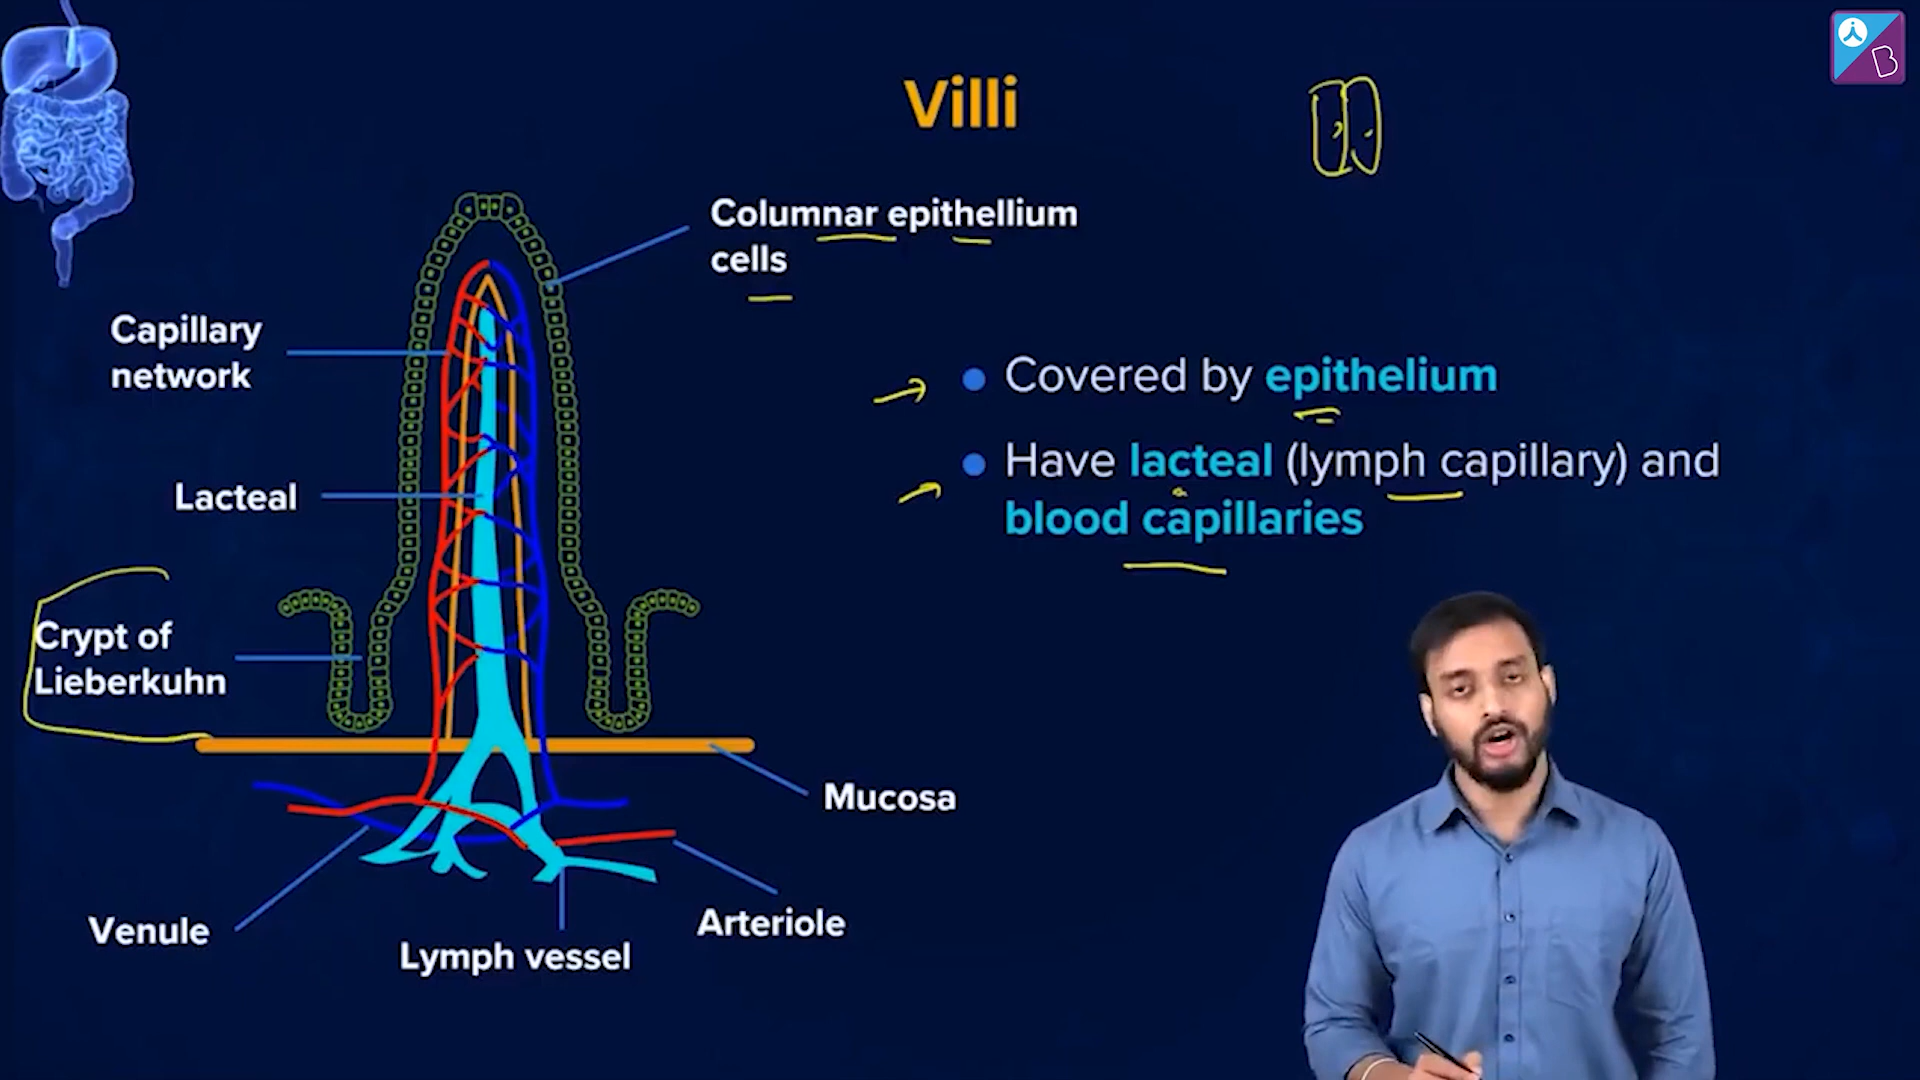 Villi
Columnar epithellium
cells
Capillary
network
Covered by epithelium
Have lacteal (lymph capillary) and
blood capillaries
Lacteal
Crypt of
Lieberkuhn
Mucosa
Venule
Lymph vessel
Arteriole
B